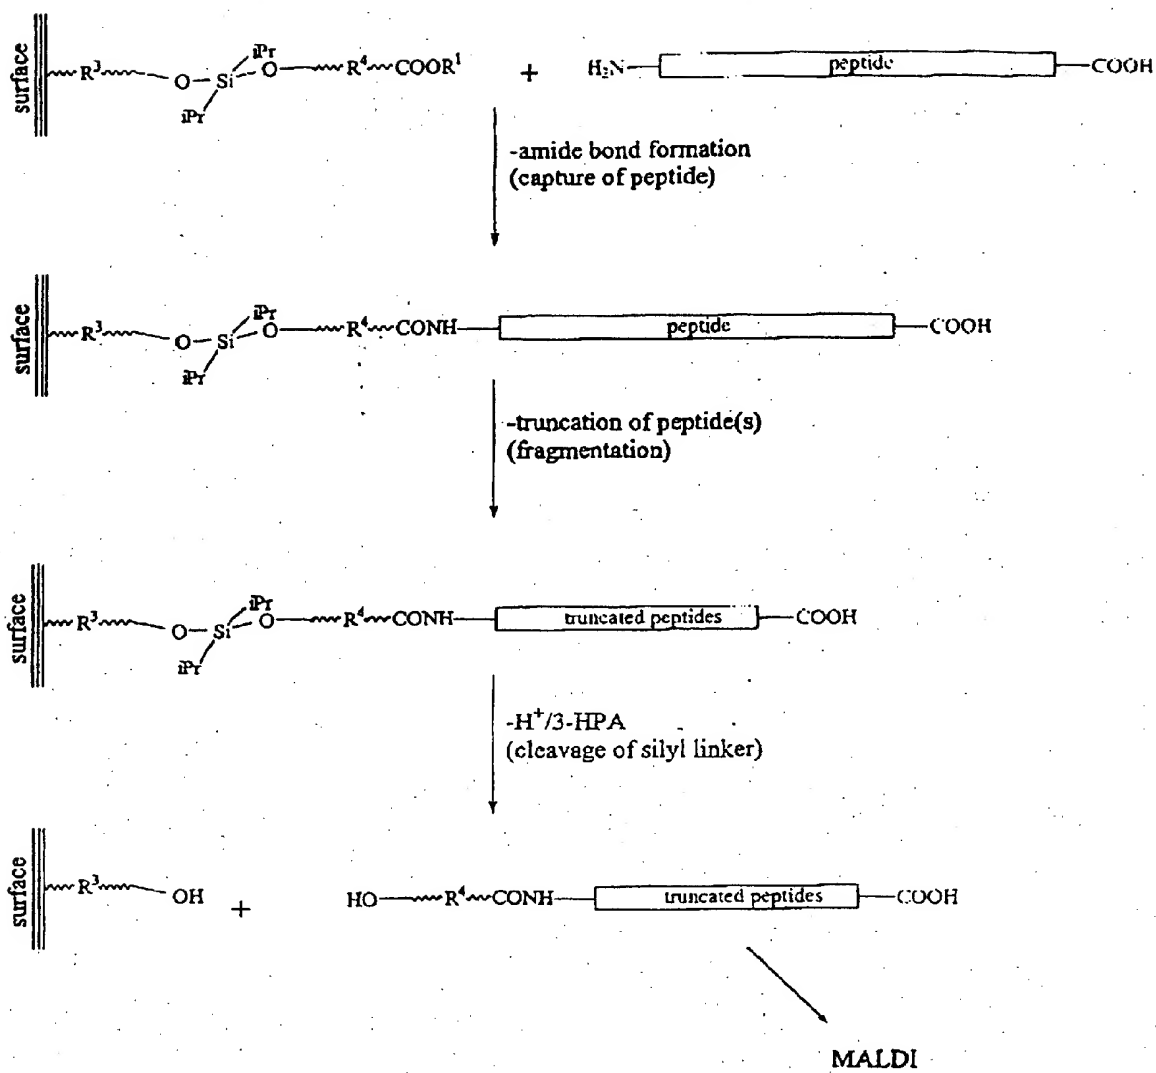 surface
R³
O
Si
iPr
iPr
O
R⁴
COOR¹
+
H₂N
peptide
COOH
-amide bond formation
(capture of peptide)
surface
R³
O
Si
iPr
iPr
O
R⁴
CONH
peptide
COOH
-truncation of peptide(s)
(fragmentation)
surface
R³
O
Si
iPr
iPr
O
R⁴
CONH
truncated peptides
COOH
-H⁺/3-HPA
(cleavage of silyl linker)
surface
R³
OH
+
HO
R⁴
CONH
truncated peptides
COOH
MALDI